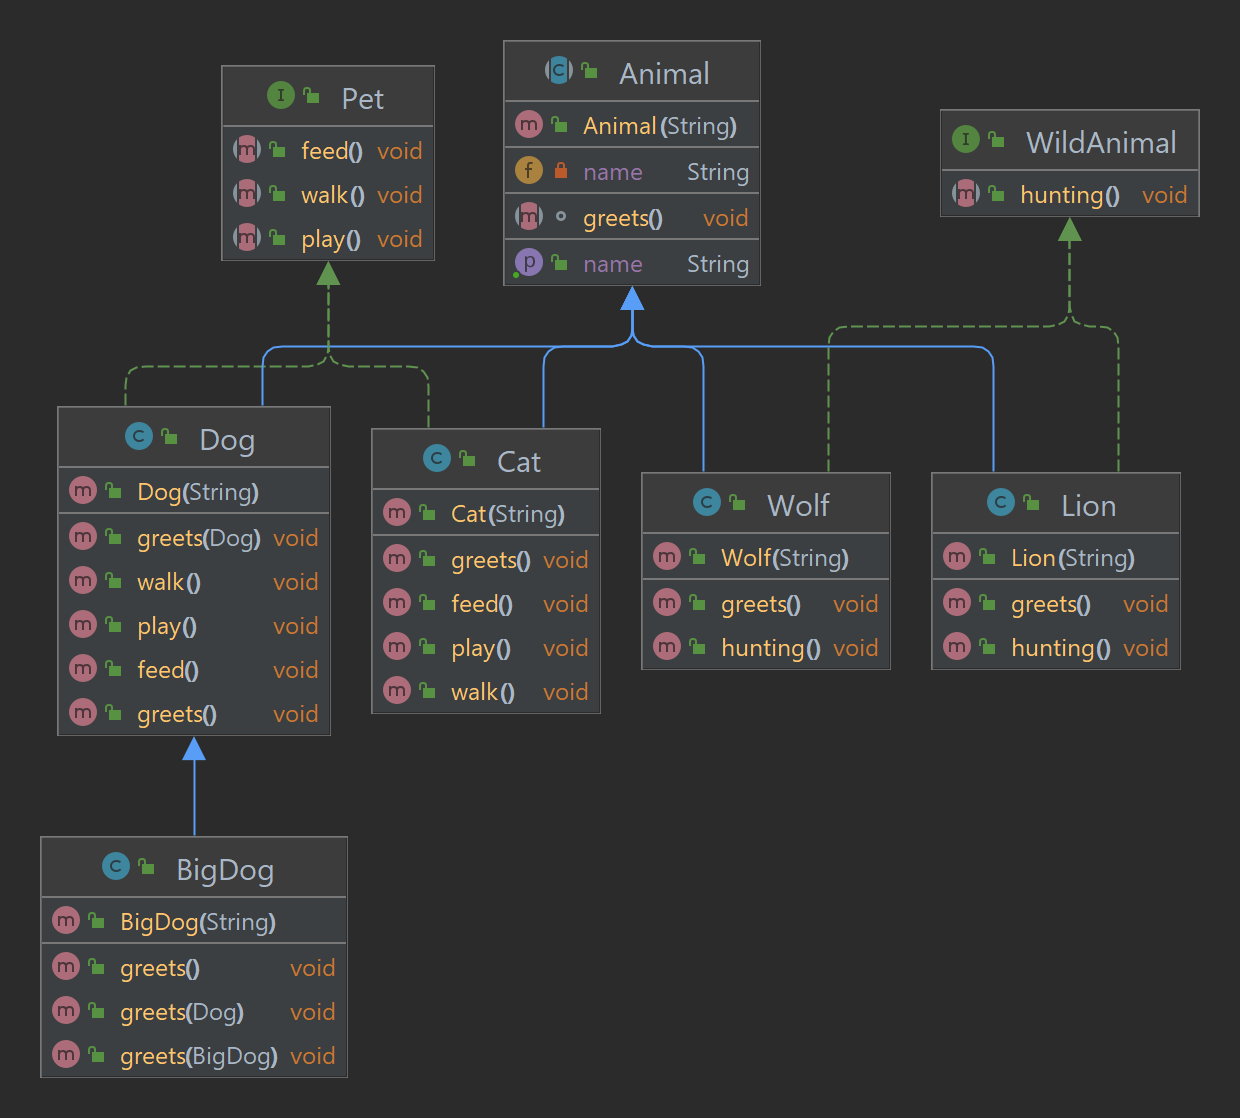 Pet
feed() void
walk() void
play() void
Animal
Animal(String)
name String
greets() void
name String
WildAnimal
hunting() void
Dog
Dog(String)
greets(Dog) void
walk() void
play() void
feed() void
greets() void
Cat
Cat(String)
greets() void
feed() void
play() void
walk() void
Wolf
Wolf(String)
greets() void
hunting() void
Lion
Lion(String)
greets() void
hunting() void
BigDog
BigDog(String)
greets() void
greets(Dog) void
greets(BigDog) void